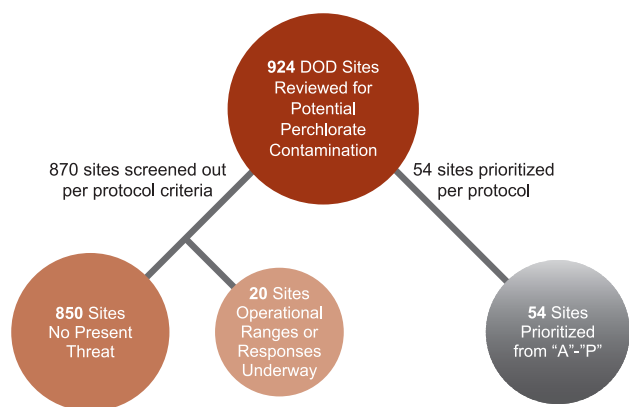 924 DOD Sites
Reviewed for
Potential
Perchlorate
Contamination
870 sites screened out
per protocol criteria
54 sites prioritized
per protocol
850 Sites
No Present
Threat
20 Sites
Operational
Ranges or
Responses
Underway
54 Sites
Prioritized
from “A”-”P”